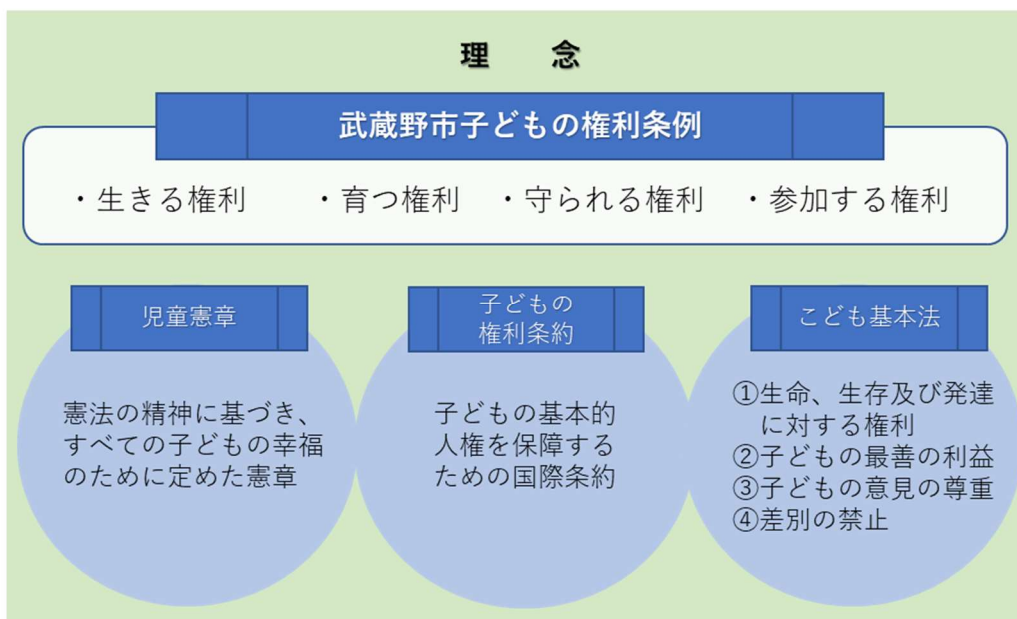 理　念
武蔵野市子どもの権利条例
・生きる権利　・育つ権利　・守られる権利　・参加する権利
児童憲章
憲法の精神に基づき、
すべての子どもの幸福
のために定めた憲章
子どもの
権利条約
子どもの基本的
人権を保障する
ための国際条約
こども基本法
①生命、生存及び発達
に対する権利
②子どもの最善の利益
③子どもの意見の尊重
④差別の禁止